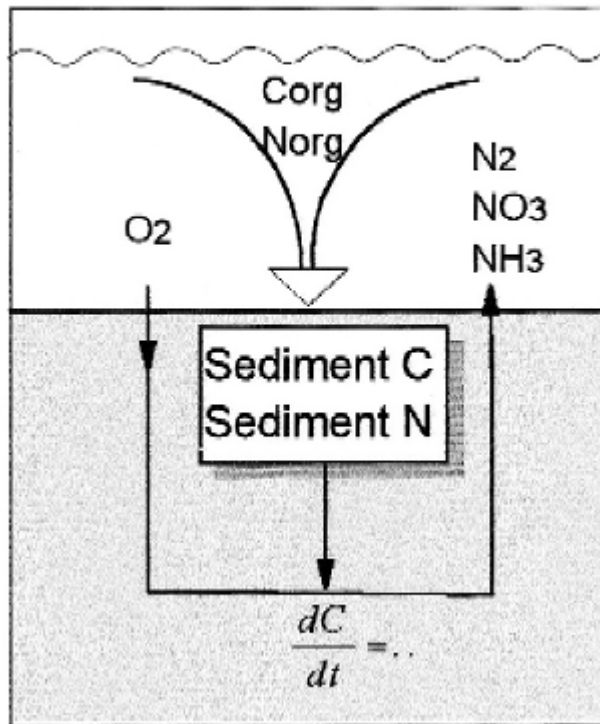 Corg
Norg
O2
N2
NO3
NH3
Sediment C
Sediment N
dC
dt
=..